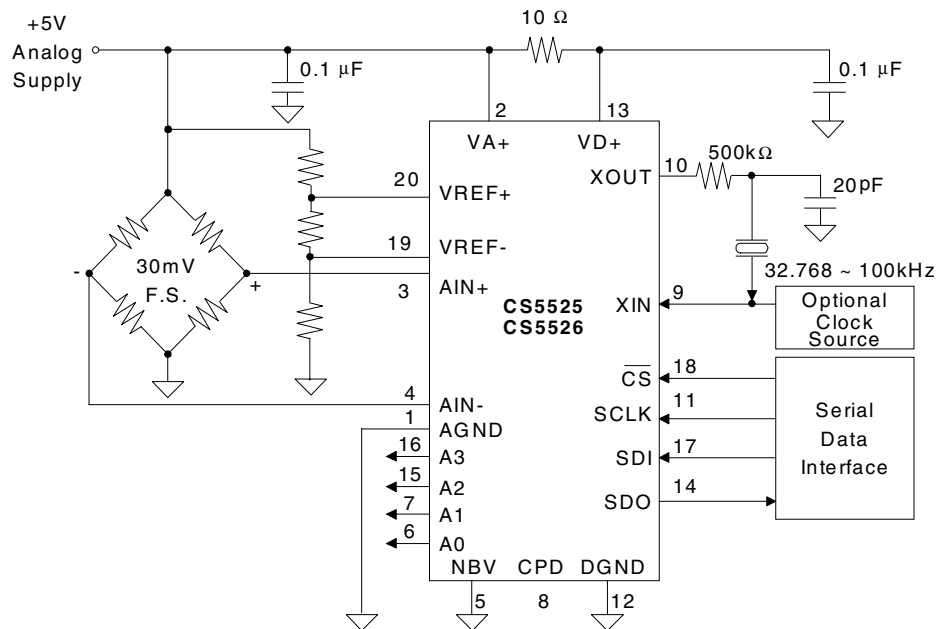 +5V
Analog
Supply
10 Ω
0.1 µF
0.1 µF
2
13
VA+
VD+
20
VREF+
19
VREF-
3
AIN+
30mV
F.S.
-
+
CS5525
CS5526
XOUT
10
500kΩ
20pF
32.768 ~ 100kHz
XIN
9
Optional
Clock
Source
CS
18
SCLK
11
SDI
17
SDO
14
Serial
Data
Interface
4
AIN-
1
AGND
16
A3
15
A2
7
A1
6
A0
NBV
CPD
DGND
5
8
12